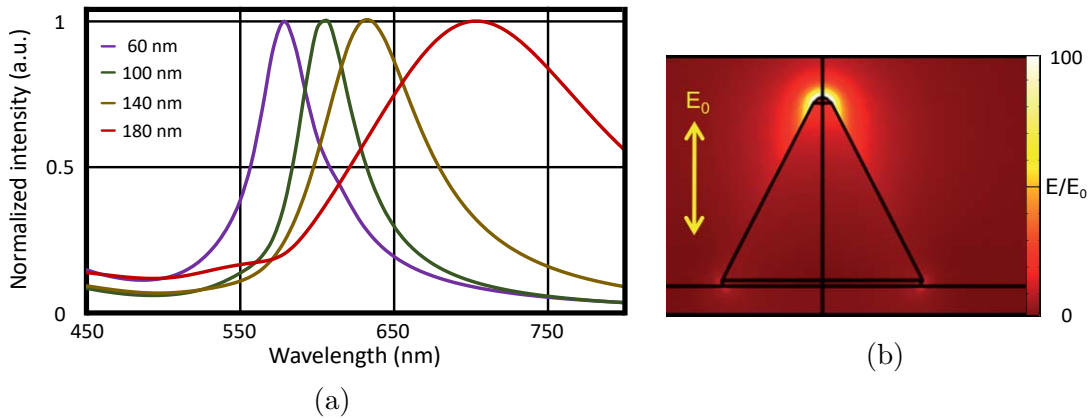 Normalized intensity (a.u.)
1
0.5
0
60 nm
100 nm
140 nm
180 nm
450
550
650
750
Wavelength (nm)
(a)
E₀
100
E/E₀
0
(b)